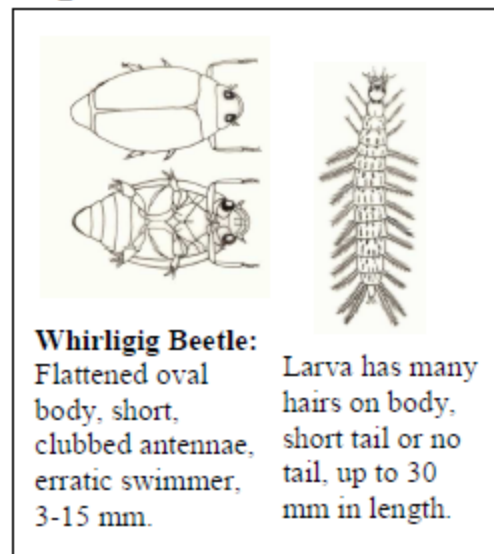 Whirligig Beetle:
Flattened oval
body, short,
clubbed antennae,
erratic swimmer,
3-15 mm.
Larva has many
hairs on body,
short tail or no
tail, up to 30
mm in length.